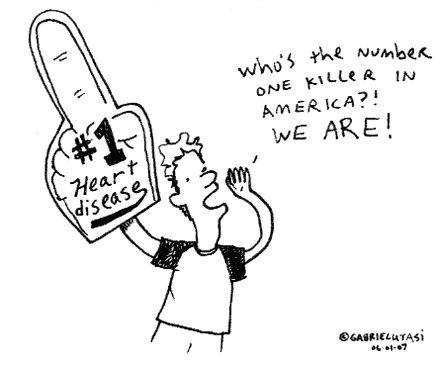 Who's the number
one killer in
America?!
WE ARE!
#1
Heart
disease
©GABRIELUTASI
06.01.07